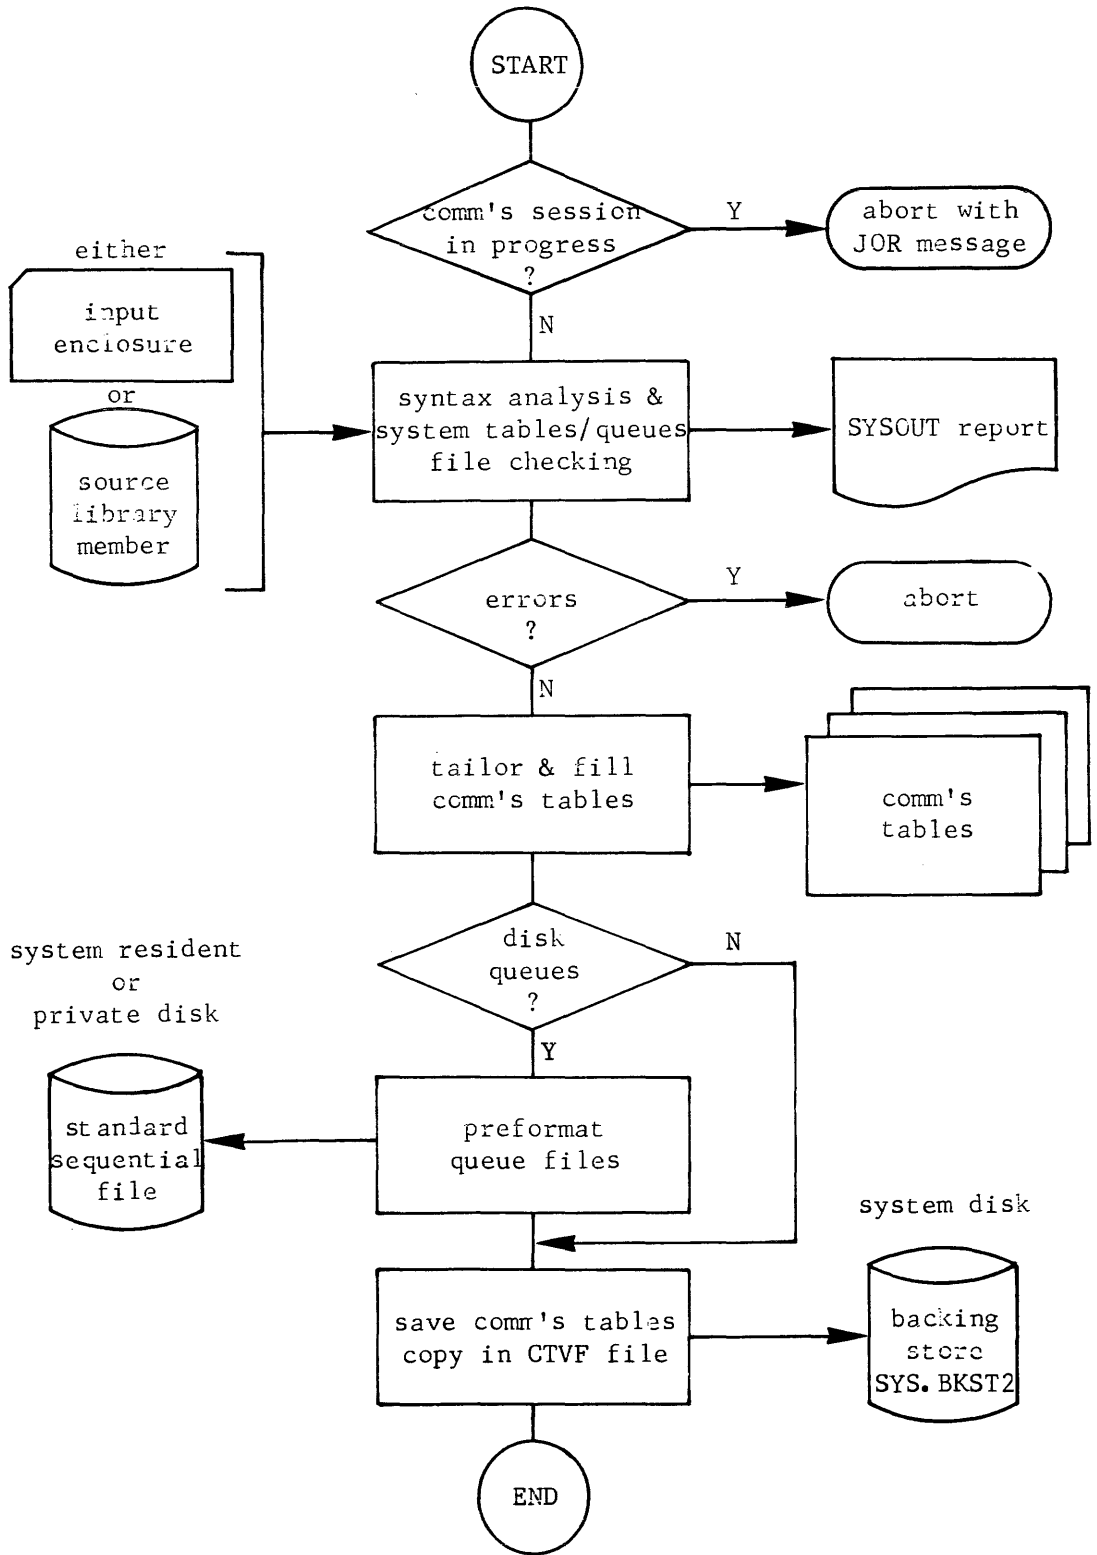 START
comm's session
in progress
?
Y
abort with
JOR message
N
either
input
enclosure
or
source
library
member
syntax analysis &
system tables/queues
file checking
SYSOUT report
errors
?
Y
abort
N
tailor & fill
comm's tables
comm's
tables
disk
queues
?
N
Y
system resident
or
private disk
standard
sequential
file
preformat
queue files
system disk
save comm's tables
copy in CTVF file
backing
store
SYS.BKST2
END